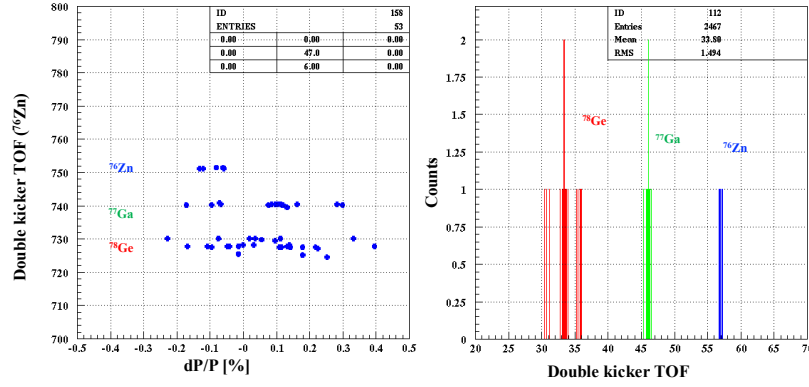 ID 158
ENTRIES 53
0.00 0.00 0.00
0.00 47.0 0.00
0.00 6.00 0.00
800
790
780
770
760
750
740
730
720
710
700
Double kicker TOF (⁷⁶Zn)
⁷⁶Zn
⁷⁷Ga
⁷⁸Ge
-0.5 -0.4 -0.3 -0.2 -0.1 -0 0.1 0.2 0.3 0.4 0.5
dP/P [%]
ID 112
Entries 2467
Mean 33.80
RMS 1.494
2
1.75
1.5
1.25
1
0.75
0.5
0.25
0
Counts
⁷⁸Ge
⁷⁷Ga
⁷⁶Zn
20 25 30 35 40 45 50 55 60 65 70
Double kicker TOF